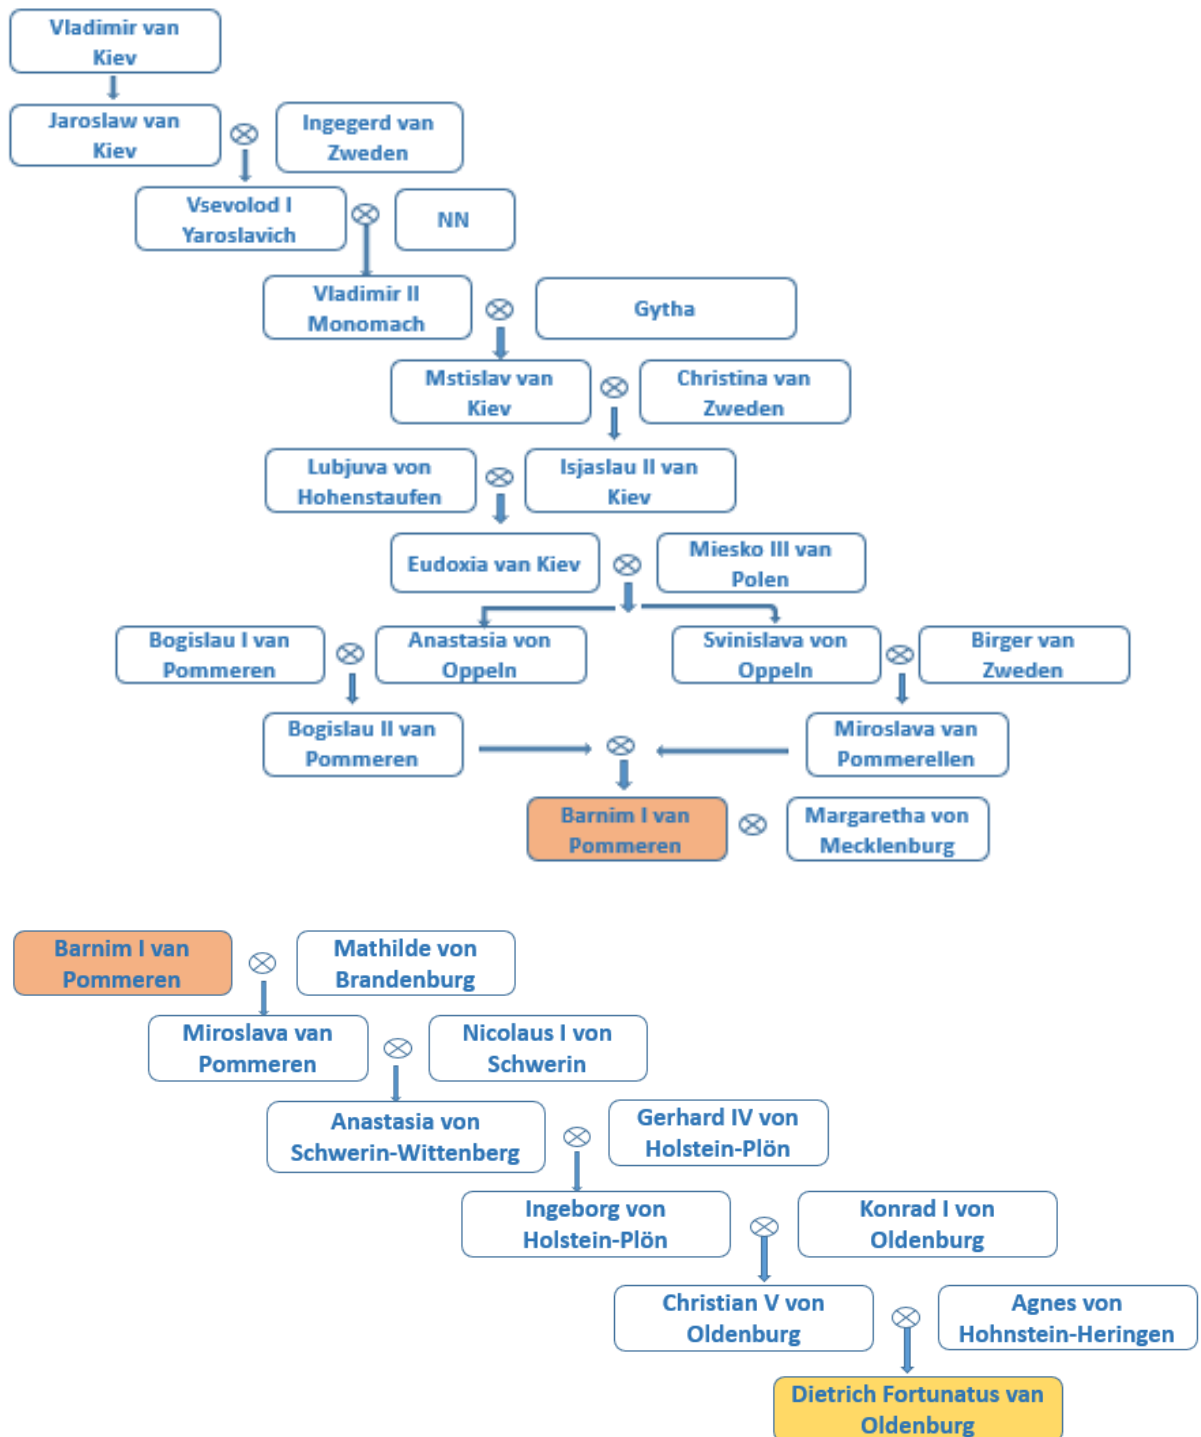 Vladimir van
Kiev
Jaroslaw van
Kiev
Ingegerd van
Zweden
Vsevolod I
Yaroslavich
NN
Vladimir II
Monomach
Gytha
Mstislav van
Kiev
Christina van
Zweden
Lubjuva von
Hohenstaufen
Isjaslau II van
Kiev
Eudoxia van Kiev
Miesko III van
Polen
Bogislau I van
Pommeren
Anastasia von
Oppeln
Svinislava von
Oppeln
Birger van
Zweden
Bogislau II van
Pommeren
Miroslava van
Pommerellen
Barnim I van
Pommeren
Margaretha von
Mecklenburg
Barnim I van
Pommeren
Mathilde von
Brandenburg
Miroslava van
Pommeren
Nicolaus I von
Schwerin
Anastasia von
Schwerin-Wittenberg
Gerhard IV von
Holstein-Plön
Ingeborg von
Holstein-Plön
Konrad I von
Oldenburg
Christian V von
Oldenburg
Agnes von
Hohnstein-Heringen
Dietrich Fortunatus van
Oldenburg